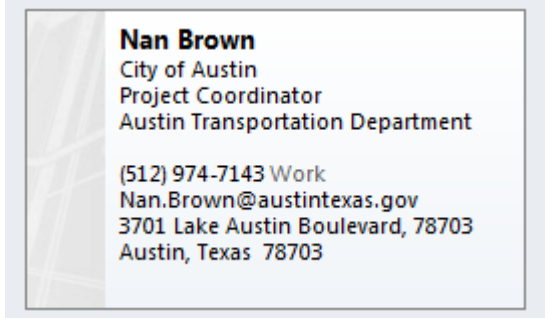 Nan Brown
City of Austin
Project Coordinator
Austin Transportation Department
(512) 974-7143 Work
Nan.Brown@austintexas.gov
3701 Lake Austin Boulevard, 78703
Austin, Texas  78703